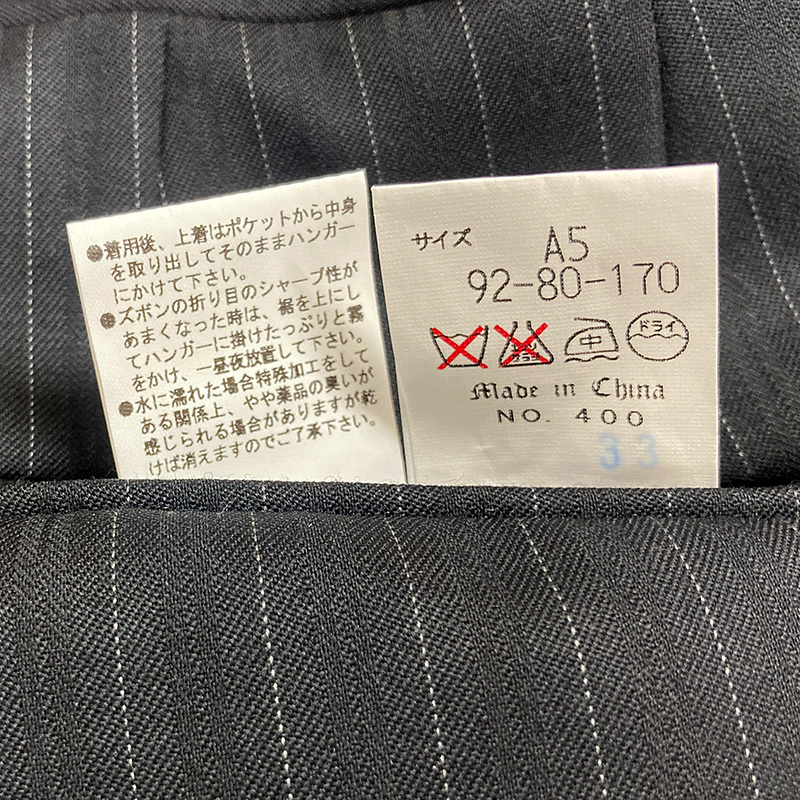 ●着用後、上着はポケットから中身
を取り出してそのままハンガー
にかけて下さい。
●ズボンの折り目のシャープ性が
あまくなった時は、裾を上にし
てハンガーに掛けたっぷりと霧
をかけ、一昼夜放置して下さい。
●水に濡れた場合特殊加工をして
ある関係上、やや薬品の臭いが
感じられる場合がありますが乾
けば消えますのでご了承下さい。
サイズ A5
92-80-170
中 ドライ
Made in China
NO. 400
33